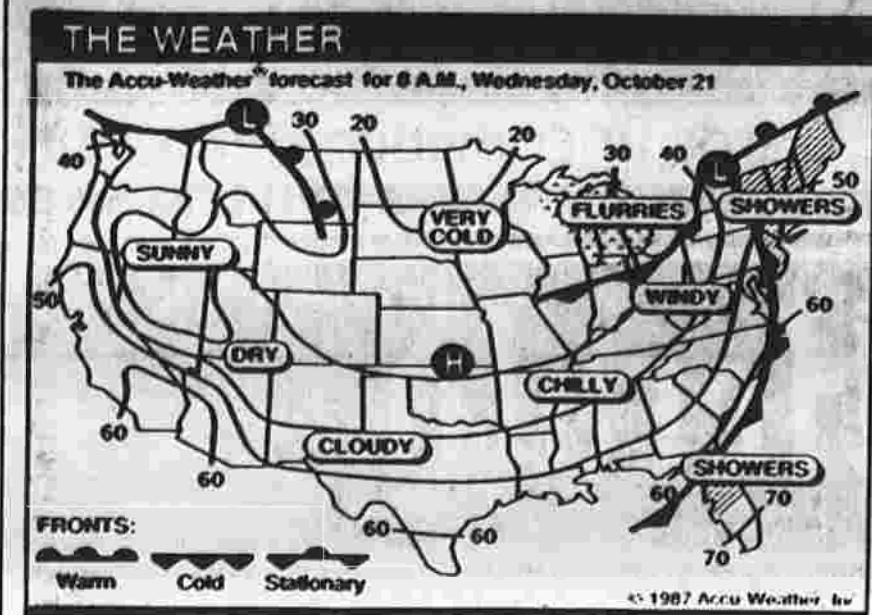 THE WEATHER
The Accu-Weather® forecast for 8 A.M., Wednesday, October 21
L 30 20 20 30 40 L
40
50
VERY
COLD
FLURRIES
SHOWERS
SUNNY
50
WINDY
60
DRY
H
CHILLY
60
CLOUDY
60
SHOWERS
60 70
60 60
70
FRONTS:
Warm Cold Stationary
© 1987 Accu-Weather, Inc.